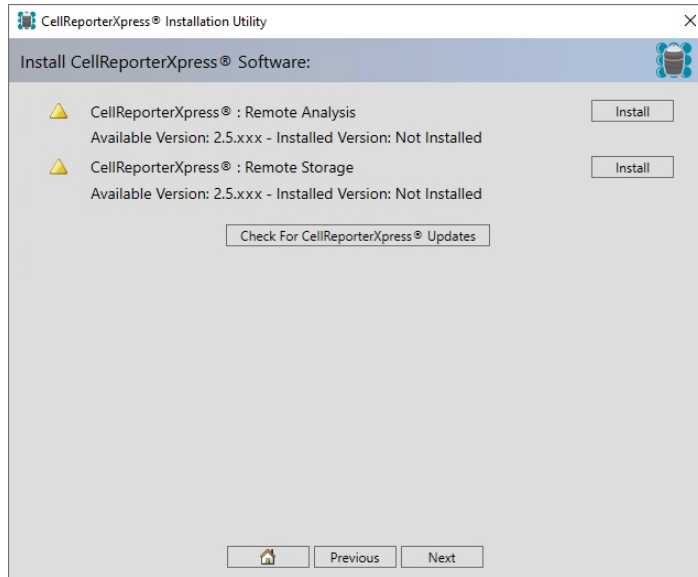 CellReporterXpress® Installation Utility
Install CellReporterXpress® Software:
CellReporterXpress® : Remote Analysis
Install
Available Version: 2.5.xxx - Installed Version: Not Installed
CellReporterXpress® : Remote Storage
Install
Available Version: 2.5.xxx - Installed Version: Not Installed
Check For CellReporterXpress® Updates
Previous
Next